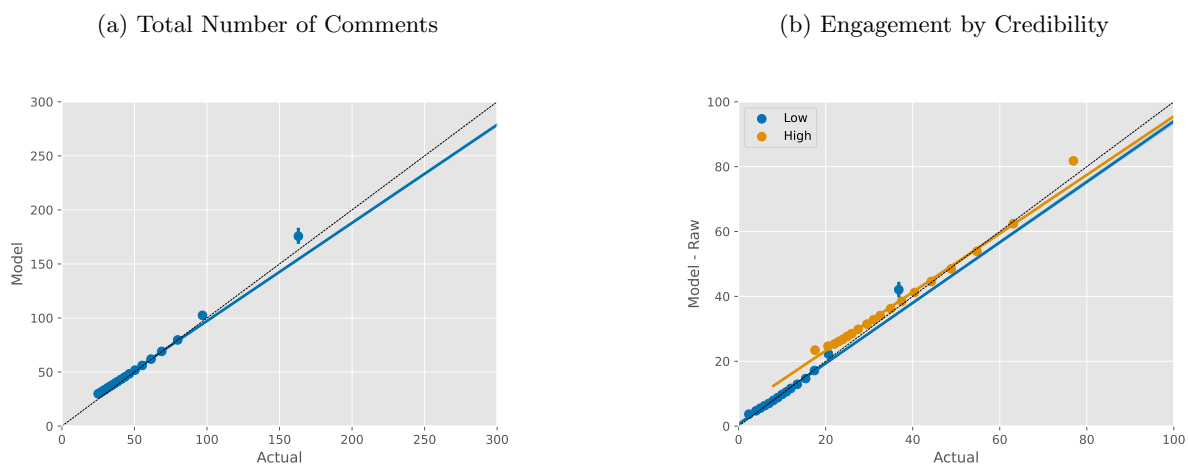 (a) Total Number of Comments
300
250
200
150
100
50
0
Model
0 50 100 150 200 250 300
Actual
(b) Engagement by Credibility
Low
High
100
80
60
40
20
0
Model - Raw
0 20 40 60 80 100
Actual